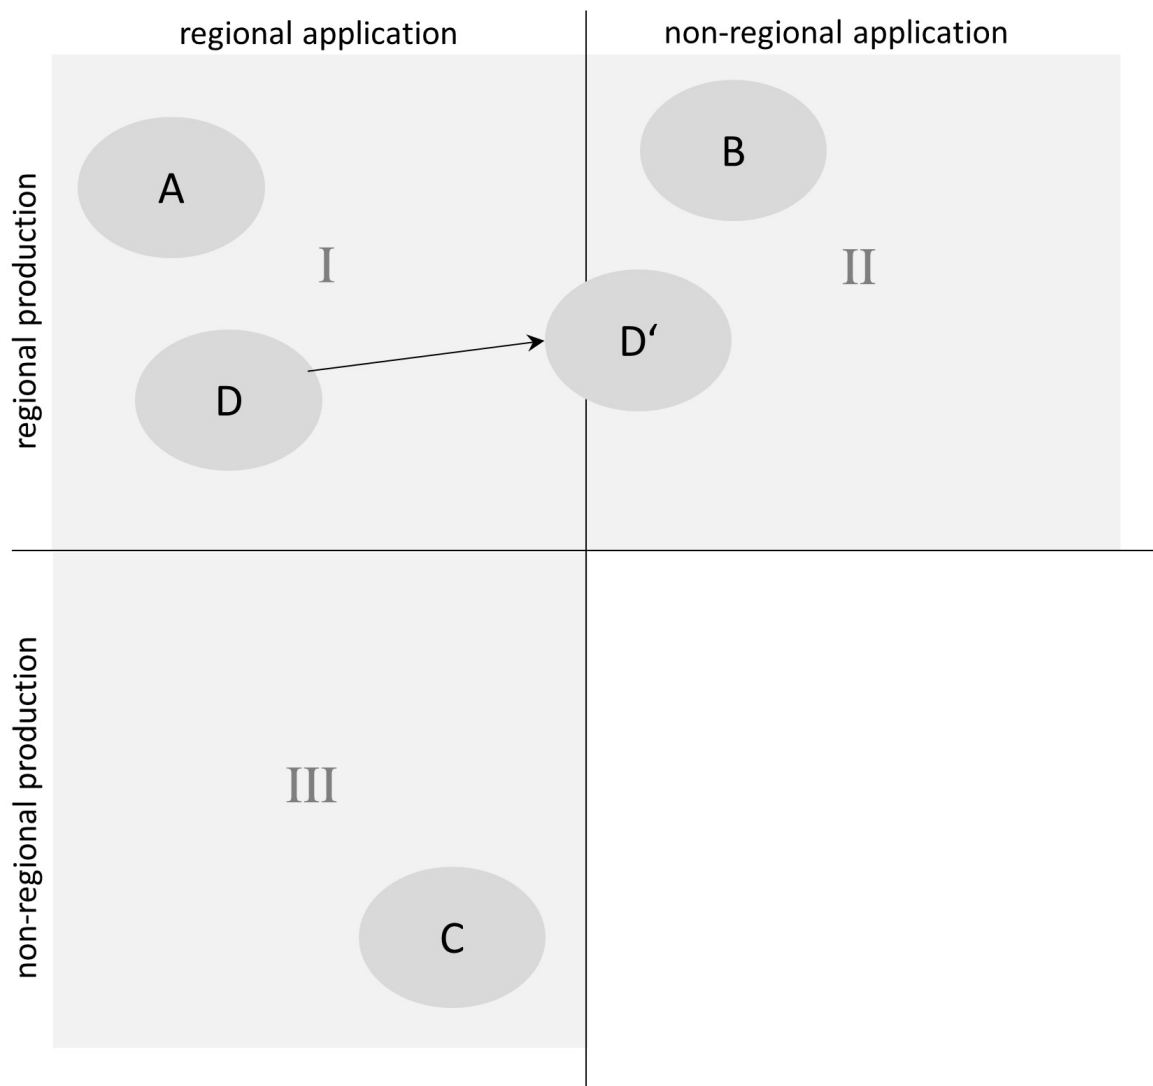 regional application
non-regional application
regional production
A
B
I
II
D
D‘
non-regional production
III
C